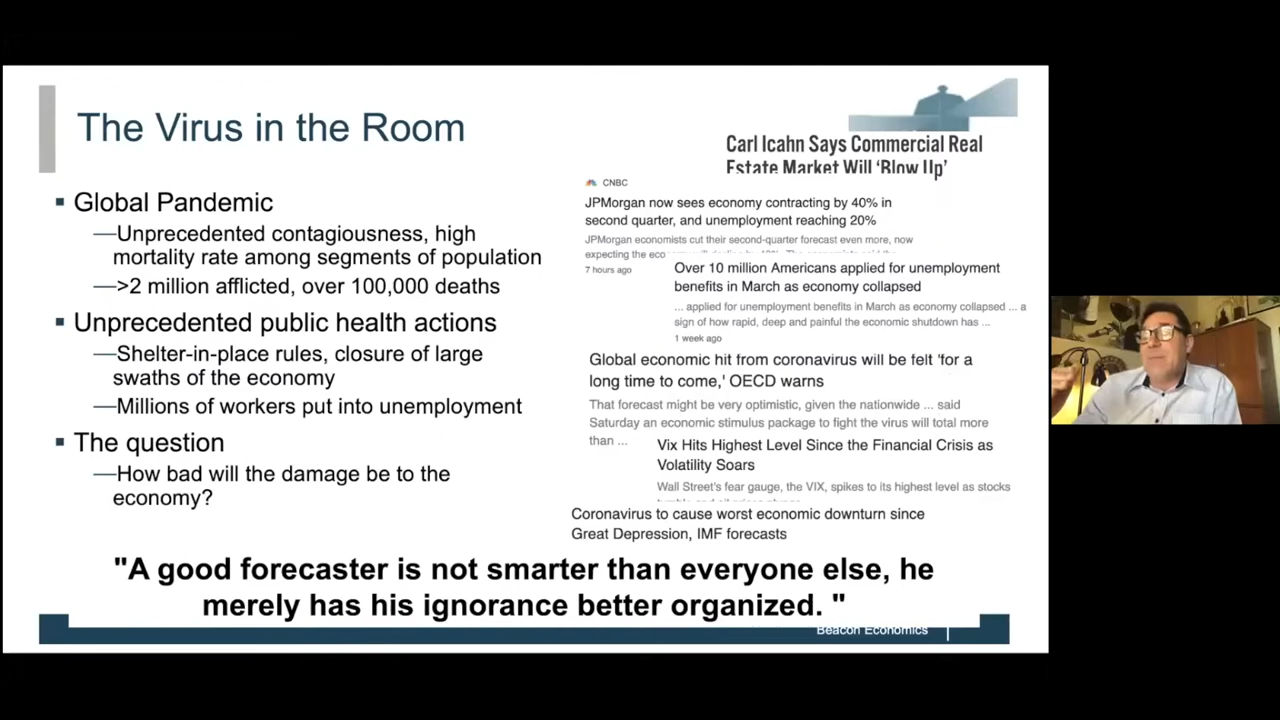 The Virus in the Room
▪ Global Pandemic
—Unprecedented contagiousness, high
mortality rate among segments of population
—>2 million afflicted, over 100,000 deaths
▪ Unprecedented public health actions
—Shelter-in-place rules, closure of large
swaths of the economy
—Millions of workers put into unemployment
▪ The question
—How bad will the damage be to the
economy?
Carl Icahn Says Commercial Real
Estate Market Will ‘Blow Up’
CNBC
JPMorgan now sees economy contracting by 40% in
second quarter, and unemployment reaching 20%
JPMorgan economists cut their second-quarter forecast even more, now
expecting the
7 hours ago
Over 10 million Americans applied for unemployment
benefits in March as economy collapsed
... applied for unemployment benefits in March as economy collapsed ... a
sign of how rapid, deep and painful the economic shutdown has ...
1 week ago
Global economic hit from coronavirus will be felt 'for a
long time to come,' OECD warns
That forecast might be very optimistic, given the nationwide ... said
Saturday an economic stimulus package to fight the virus will total more
than ...
Vix Hits Highest Level Since the Financial Crisis as
Volatility Soars
Wall Street's fear gauge, the VIX, spikes to its highest level as stocks
Coronavirus to cause worst economic downturn since
Great Depression, IMF forecasts
"A good forecaster is not smarter than everyone else, he
merely has his ignorance better organized. "
Beacon Economics